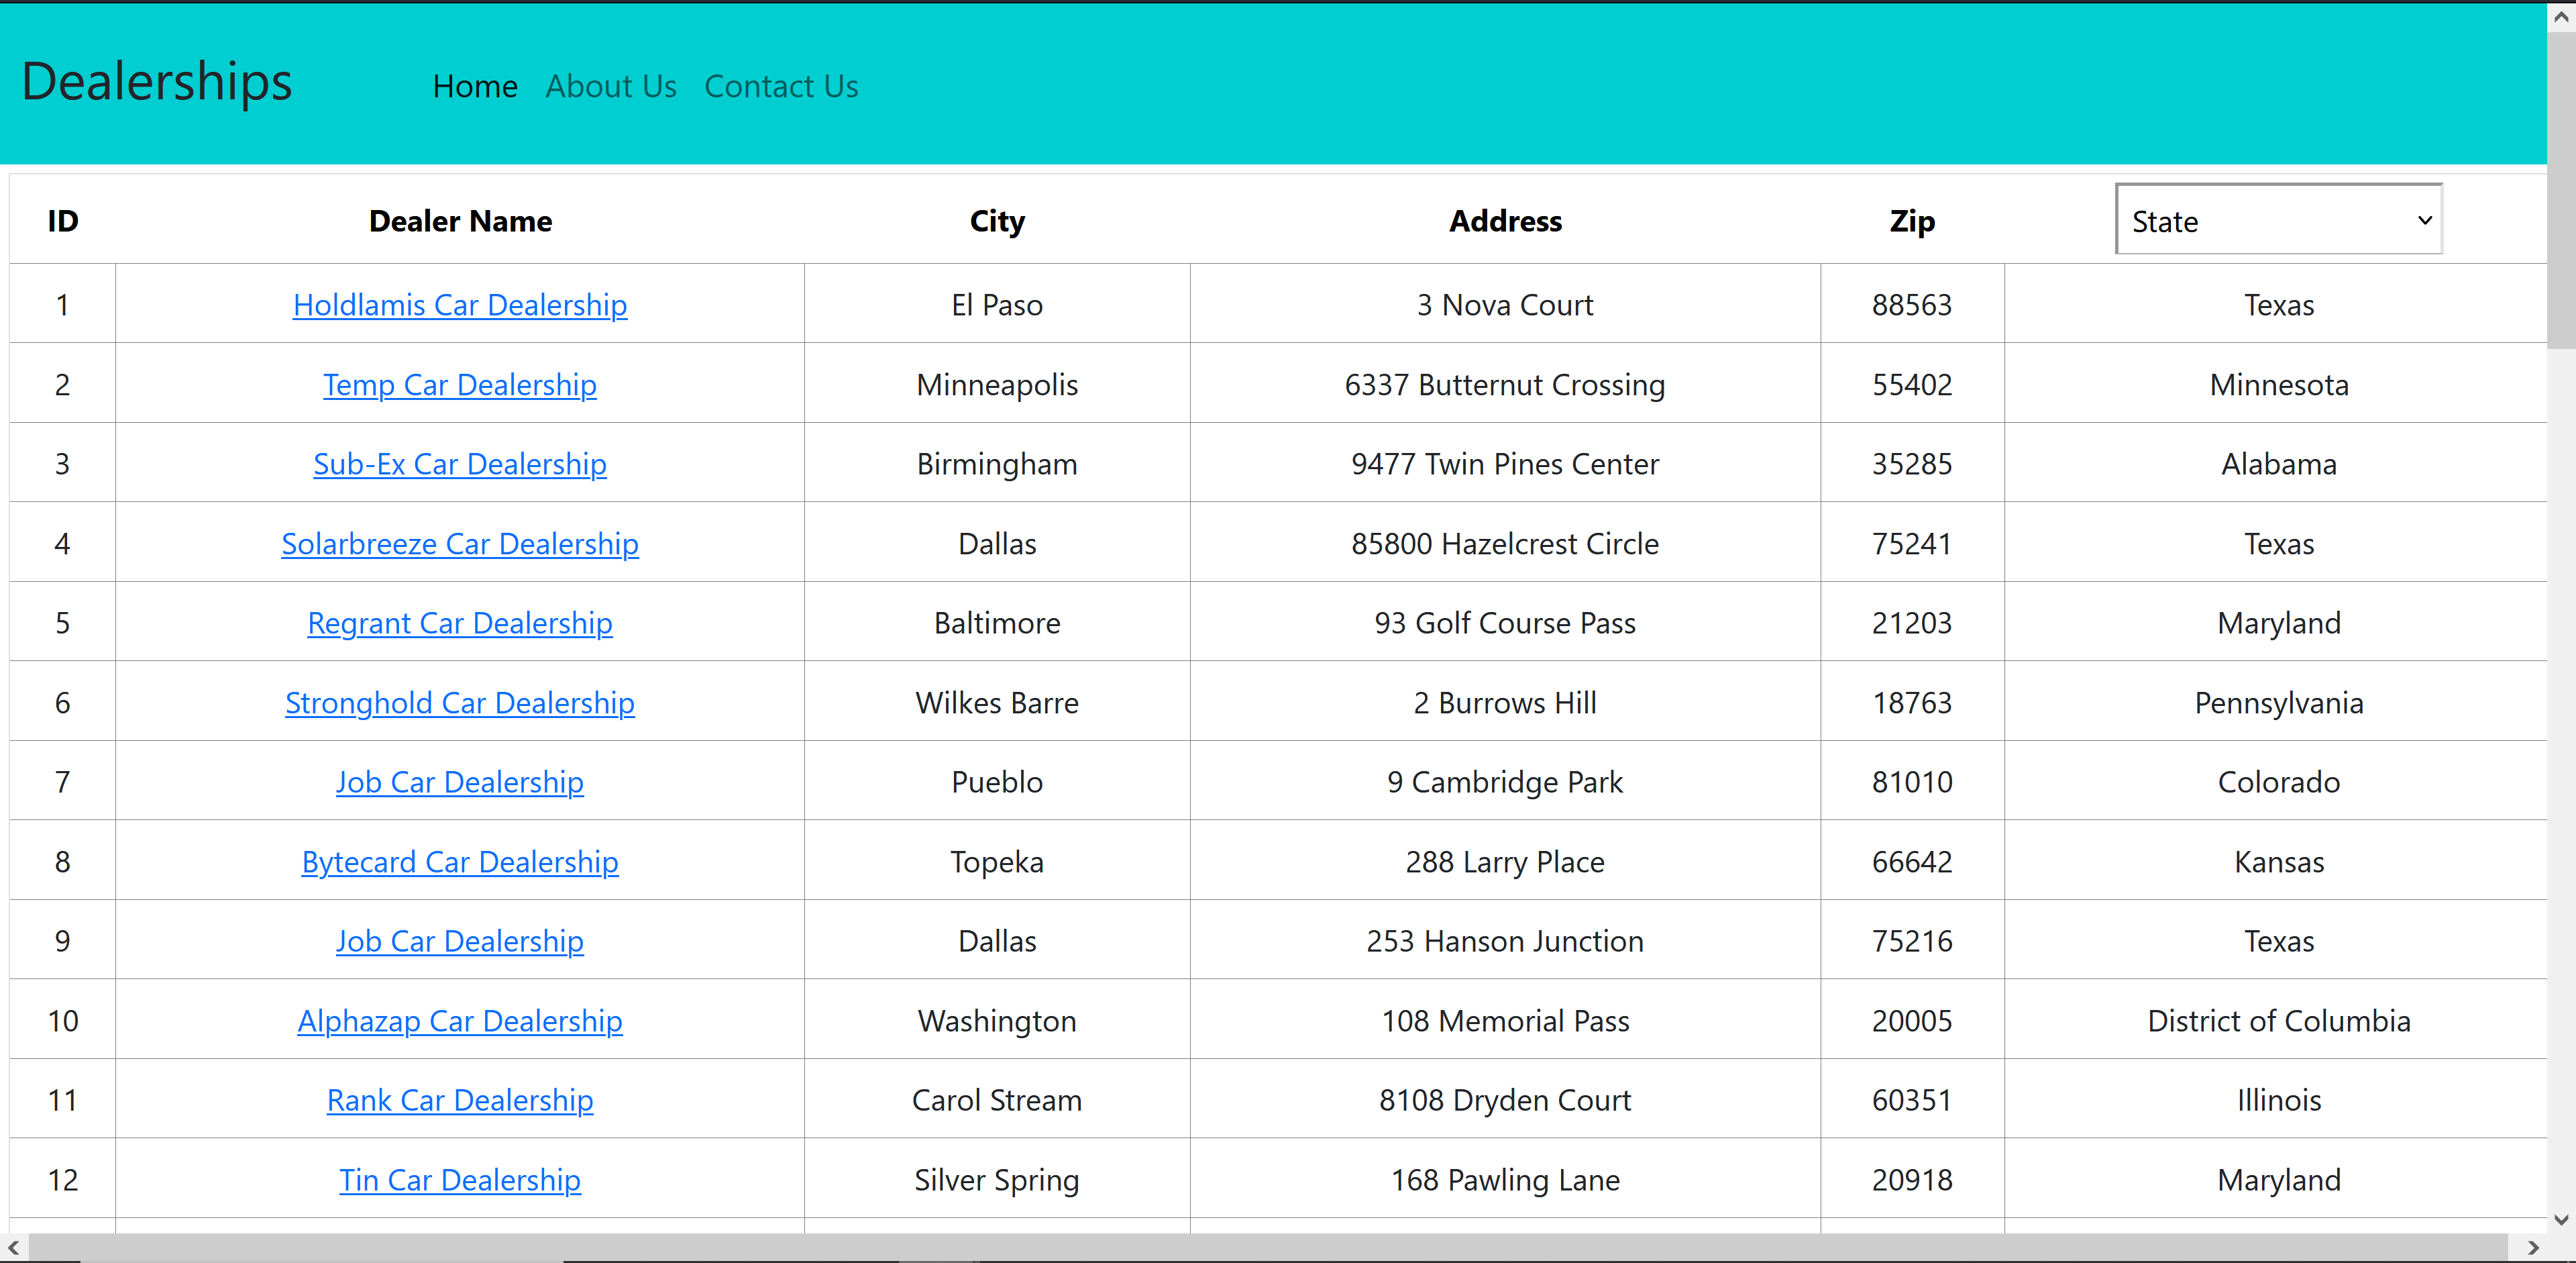 Dealerships Home About Us Contact Us
ID Dealer Name City Address Zip State
1 Holdlamis Car Dealership El Paso 3 Nova Court 88563 Texas
2 Temp Car Dealership Minneapolis 6337 Butternut Crossing 55402 Minnesota
3 Sub-Ex Car Dealership Birmingham 9477 Twin Pines Center 35285 Alabama
4 Solarbreeze Car Dealership Dallas 85800 Hazelcrest Circle 75241 Texas
5 Regrant Car Dealership Baltimore 93 Golf Course Pass 21203 Maryland
6 Stronghold Car Dealership Wilkes Barre 2 Burrows Hill 18763 Pennsylvania
7 Job Car Dealership Pueblo 9 Cambridge Park 81010 Colorado
8 Bytecard Car Dealership Topeka 288 Larry Place 66642 Kansas
9 Job Car Dealership Dallas 253 Hanson Junction 75216 Texas
10 Alphazap Car Dealership Washington 108 Memorial Pass 20005 District of Columbia
11 Rank Car Dealership Carol Stream 8108 Dryden Court 60351 Illinois
12 Tin Car Dealership Silver Spring 168 Pawling Lane 20918 Maryland